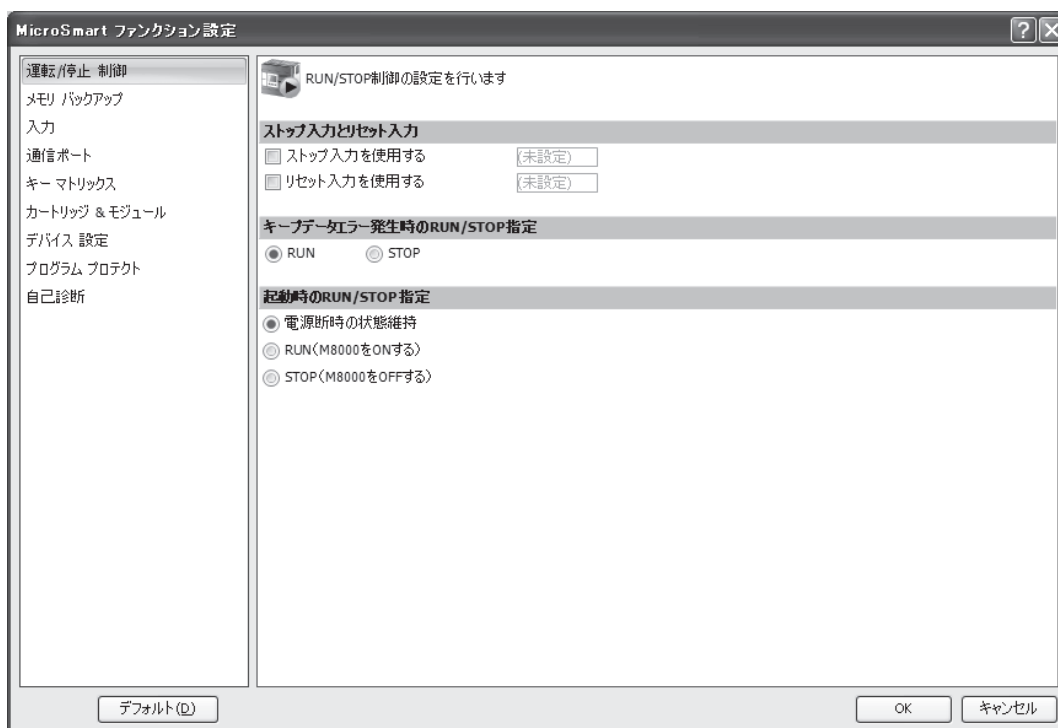 MicroSmart ファンクション設定
運転/停止 制御
メモリ バックアップ
入力
通信ポート
キー マトリックス
カートリッジ & モジュール
デバイス 設定
プログラム プロテクト
自己診断
RUN/STOP制御の設定を行います
ストップ入力とリセット入力
ストップ入力を使用する (未設定)
リセット入力を使用する (未設定)
キープデータエラー発生時のRUN/STOP指定
RUN STOP
起動時のRUN/STOP指定
電源断時の状態維持
RUN(M8000をONする)
STOP(M8000をOFFする)
デフォルト(D) OK キャンセル